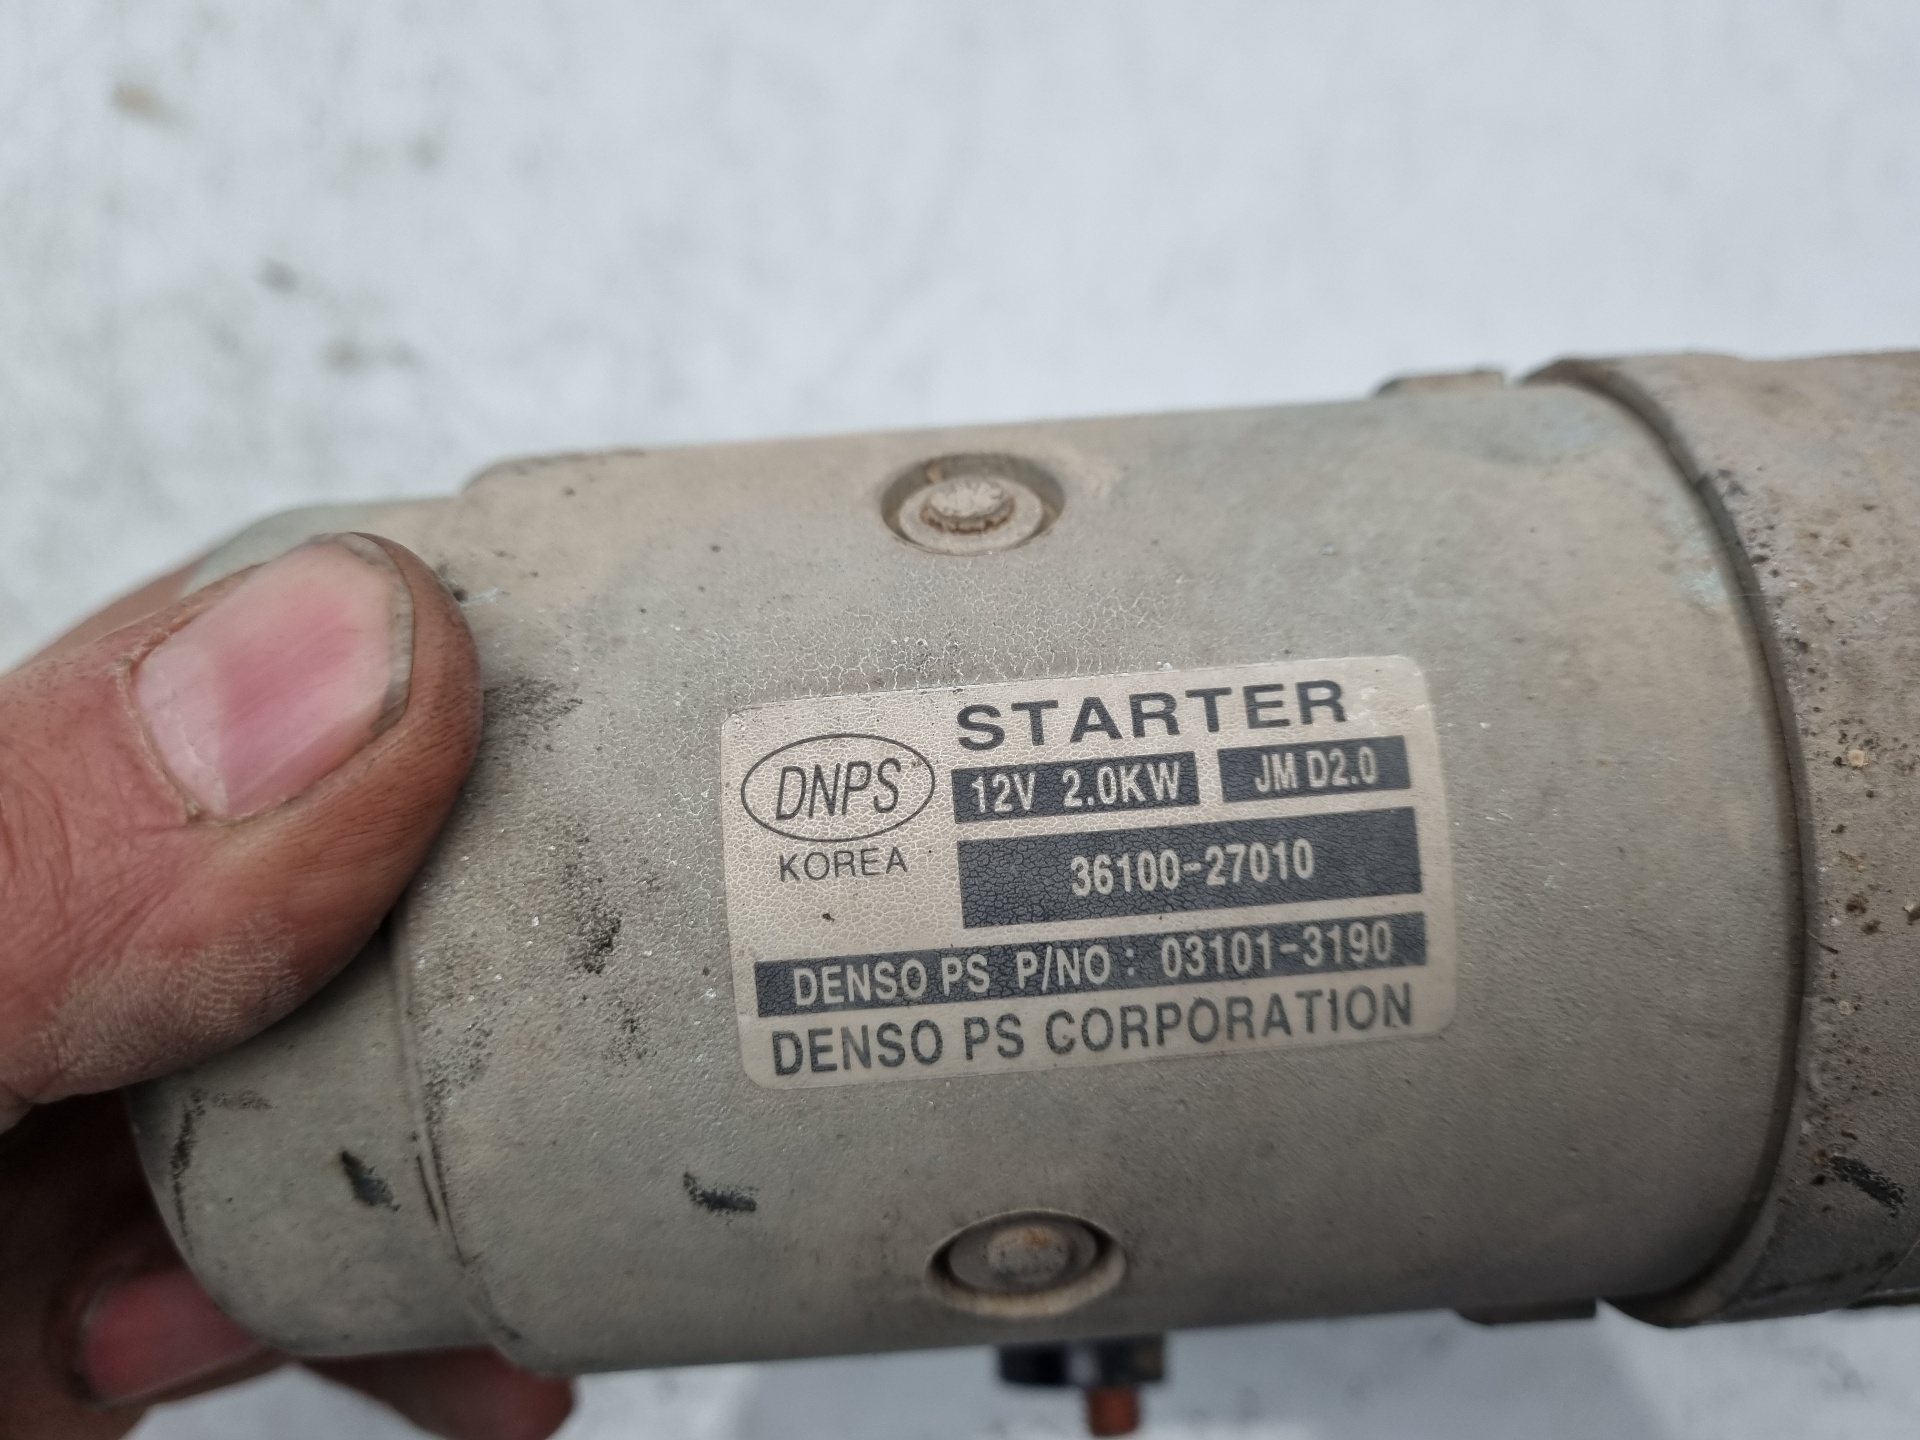 STARTER
DNPS 12V 2.0KW JM D2.0
KOREA 36100-27010
DENSO PS P/NO : 03101-3190
DENSO PS CORPORATION